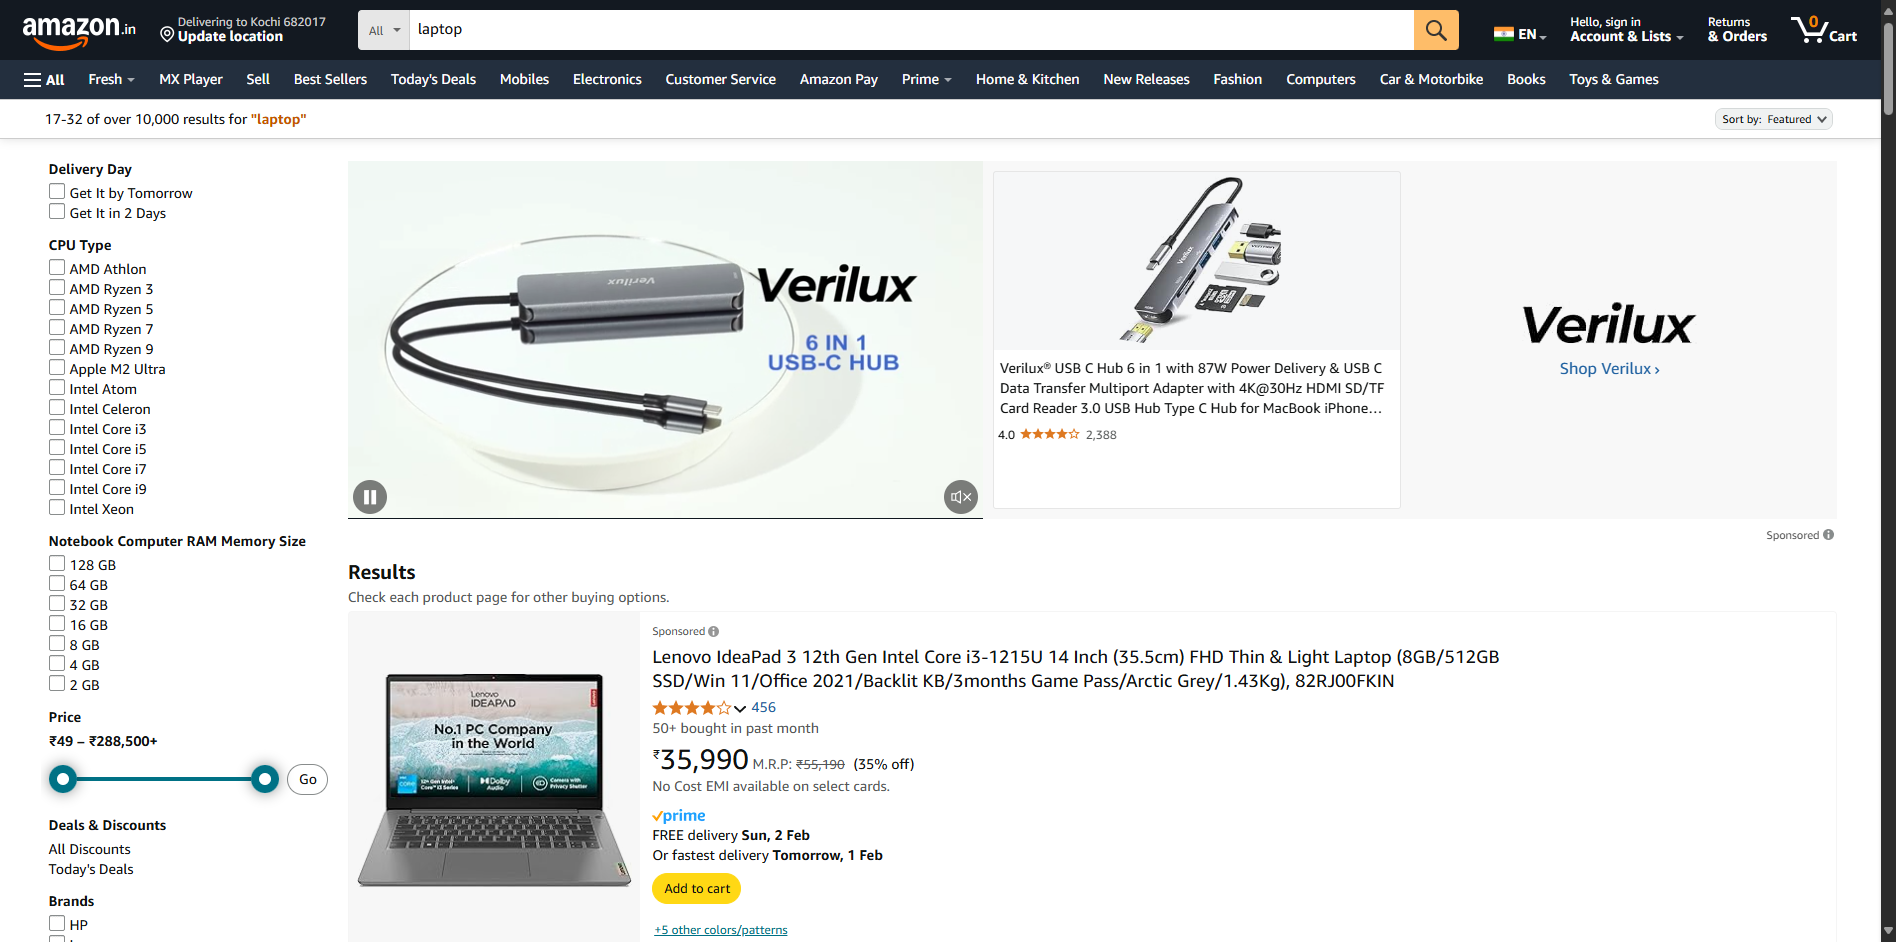 amazon.in
Delivering to Kochi 682017
Update location
All
laptop
EN
Hello, sign in
Account & Lists
Returns
& Orders
0
Cart
All
Fresh
MX Player
Sell
Best Sellers
Today's Deals
Mobiles
Electronics
Customer Service
Amazon Pay
Prime
Home & Kitchen
New Releases
Fashion
Computers
Car & Motorbike
Books
Toys & Games
17-32 of over 10,000 results for "laptop"
Sort by: Featured
Delivery Day
Get It by Tomorrow
Get It in 2 Days
CPU Type
AMD Athlon
AMD Ryzen 3
AMD Ryzen 5
AMD Ryzen 7
AMD Ryzen 9
Apple M2 Ultra
Intel Atom
Intel Celeron
Intel Core i3
Intel Core i5
Intel Core i7
Intel Core i9
Intel Xeon
Notebook Computer RAM Memory Size
128 GB
64 GB
32 GB
16 GB
8 GB
4 GB
2 GB
Price
₹49 – ₹288,500+
Go
Deals & Discounts
All Discounts
Today's Deals
Brands
HP
Verilux
Verilux
6 IN 1
USB-C HUB
Verilux
Verilux® USB C Hub 6 in 1 with 87W Power Delivery & USB C
Data Transfer Multiport Adapter with 4K@30Hz HDMI SD/TF
Card Reader 3.0 USB Hub Type C Hub for MacBook iPhone...
4.0
2,388
Verilux
Shop Verilux ›
Sponsored
Results
Check each product page for other buying options.
Lenovo
IDEAPAD
No.1 PC Company
in the World
12th Gen Intel®
Core™ i3 Series
Dolby
Audio
Camera with
Privacy Shutter
Sponsored
Lenovo IdeaPad 3 12th Gen Intel Core i3-1215U 14 Inch (35.5cm) FHD Thin & Light Laptop (8GB/512GB
SSD/Win 11/Office 2021/Backlit KB/3months Game Pass/Arctic Grey/1.43Kg), 82RJ00FKIN
456
50+ bought in past month
₹35,990 M.R.P: ₹55,190 (35% off)
No Cost EMI available on select cards.
prime
FREE delivery Sun, 2 Feb
Or fastest delivery Tomorrow, 1 Feb
Add to cart
+5 other colors/patterns